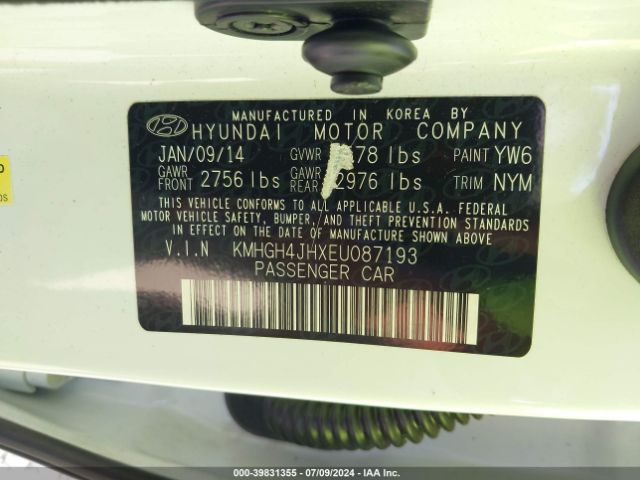 MANUFACTURED IN KOREA BY
HYUNDAI MOTOR COMPANY
JAN/09/14 GVWR 78 lbs PAINT YW6
GAWR FRONT 2756 lbs GAWR REAR 2976 lbs TRIM NYM
THIS VEHICLE CONFORMS TO ALL APPLICABLE U.S.A. FEDERAL
MOTOR VEHICLE SAFETY, BUMPER, AND THEFT PREVENTION STANDARDS
IN EFFECT ON THE DATE OF MANUFACTURE SHOWN ABOVE
V.I.N KMHGH4JHXEU087193
PASSENGER CAR
000-39831355 | 07/09/2024 | IAA Inc.